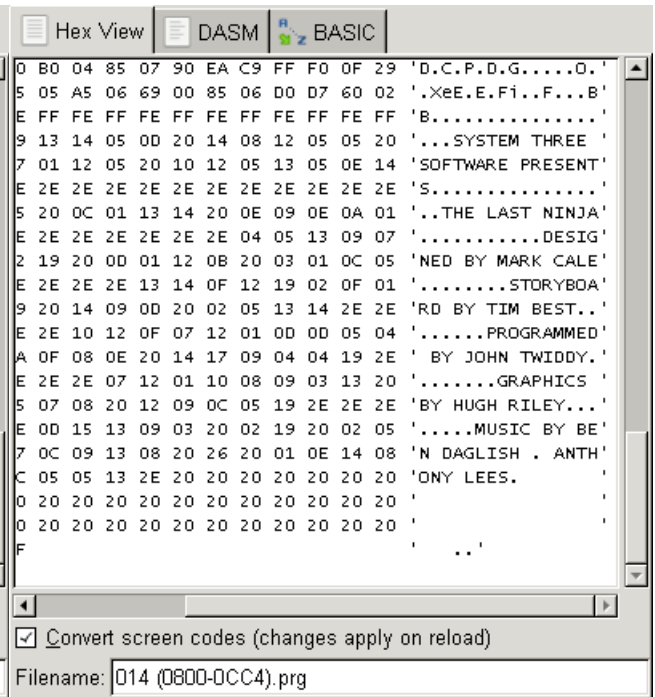 Hex View DASM BASIC
0 B0 04 85 07 90 EA C9 FF F0 0F 29 'D.C.P.D.G.....O.'
5 05 A5 06 69 00 85 06 D0 D7 60 02 '.XeE.E.Fi..F...B'
E FF FF FE FF FF FE FF FF FE FF FF 'B...............'
9 13 14 05 0D 20 14 08 12 05 05 20 '...SYSTEM THREE '
7 01 12 05 20 10 12 05 13 05 0E 14 'SOFTWARE PRESENT'
E 2E 2E 2E 2E 2E 2E 2E 2E 2E 2E 2E 'S...............'
5 20 0C 01 13 14 20 0E 09 0E 0A 01 '..THE LAST NINJA'
E 2E 2E 2E 2E 2E 2E 04 05 13 09 07 '...........DESIG'
2 19 20 0D 01 12 0B 20 03 01 0C 05 'NED BY MARK CALE'
E 2E 2E 2E 13 14 0F 12 19 02 0F 01 '........STORYBOA'
9 20 14 09 0D 20 02 05 13 14 2E 2E 'RD BY TIM BEST..'
E 2E 10 12 0F 07 12 01 0D 0D 05 04 '......PROGRAMMED'
A 0F 08 0E 20 14 17 09 04 04 19 2E ' BY JOHN TWIDDY.'
E 2E 2E 07 12 01 10 08 09 03 13 20 '.......GRAPHICS '
5 07 08 20 12 09 0C 05 19 2E 2E 2E 'BY HUGH RILEY...'
E 0D 15 13 09 03 20 02 19 20 02 05 '.....MUSIC BY BE'
7 0C 09 13 08 20 26 20 01 0E 14 08 'N DAGLISH . ANTH'
C 05 05 13 2E 20 20 20 20 20 20 20 'ONY LEES.       '
0 20 20 20 20 20 20 20 20 20 20 20 '                '
0 20 20 20 20 20 20 20 20 20 20 20 '                '
F '   ..'
Convert screen codes (changes apply on reload)
Filename: 014 (0800-0CC4).prg